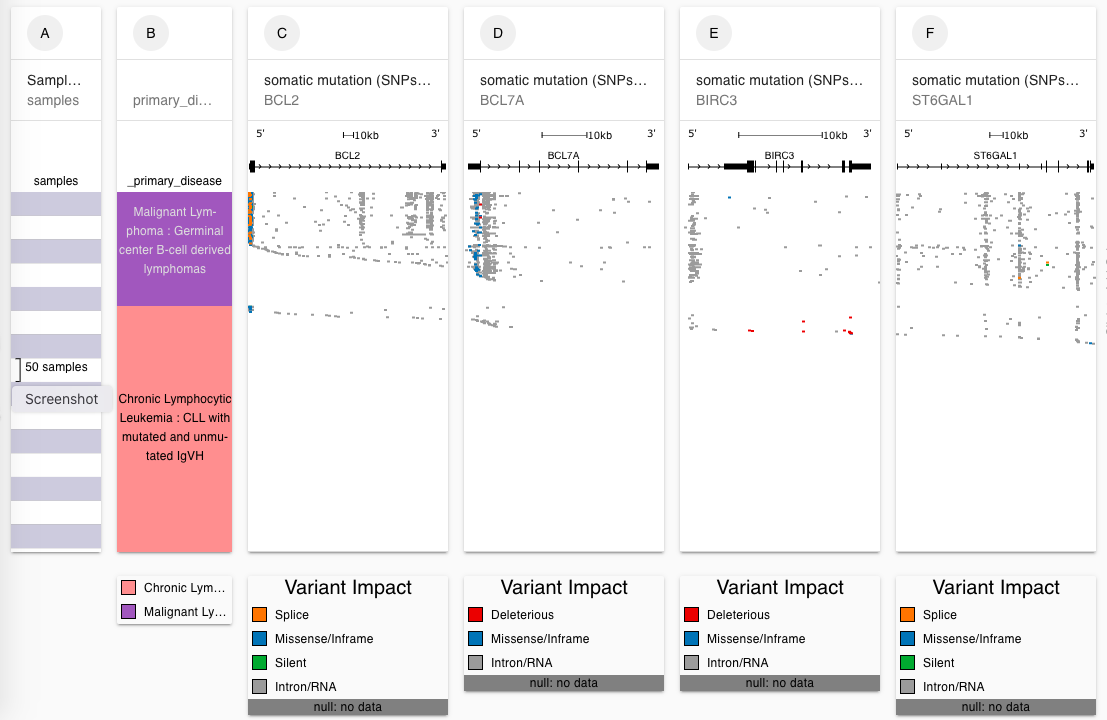 A
Sampl...
samples
samples
50 samples
Screenshot
B
primary_di...
_primary_disease
Malignant Lym-
phoma : Germinal
center B-cell derived
lymphomas
Chronic Lymphocytic
Leukemia : CLL with
mutated and unmu-
tated IgVH
Chronic Lym...
Malignant Ly...
C
somatic mutation (SNPs...
BCL2
5' 10kb 3'
BCL2
Variant Impact
Splice
Missense/Inframe
Silent
Intron/RNA
null: no data
D
somatic mutation (SNPs...
BCL7A
5' 10kb 3'
BCL7A
Variant Impact
Deleterious
Missense/Inframe
Intron/RNA
null: no data
E
somatic mutation (SNPs...
BIRC3
5' 10kb 3'
BIRC3
Variant Impact
Deleterious
Missense/Inframe
Intron/RNA
null: no data
F
somatic mutation (SNPs...
ST6GAL1
5' 10kb 3'
ST6GAL1
Variant Impact
Splice
Missense/Inframe
Silent
Intron/RNA
null: no data